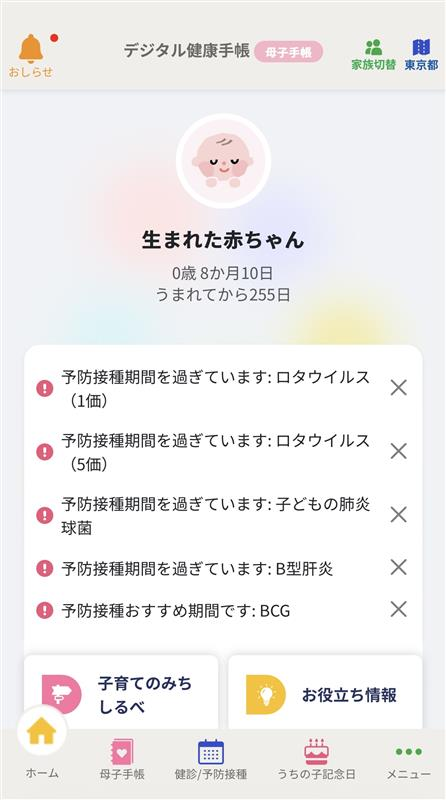 デジタル健康手帳 母子手帳
おしらせ
家族切替
東京都
生まれた赤ちゃん
0歳 8か月10日
うまれてから255日
予防接種期間を過ぎています: ロタウイルス
（1価）
予防接種期間を過ぎています: ロタウイルス
（5価）
予防接種期間を過ぎています: 子どもの肺炎
球菌
予防接種期間を過ぎています: B型肝炎
予防接種おすすめ期間です: BCG
子育てのみち
しるべ
お役立ち情報
ホーム
母子手帳
健診/予防接種
うちの子記念日
メニュー